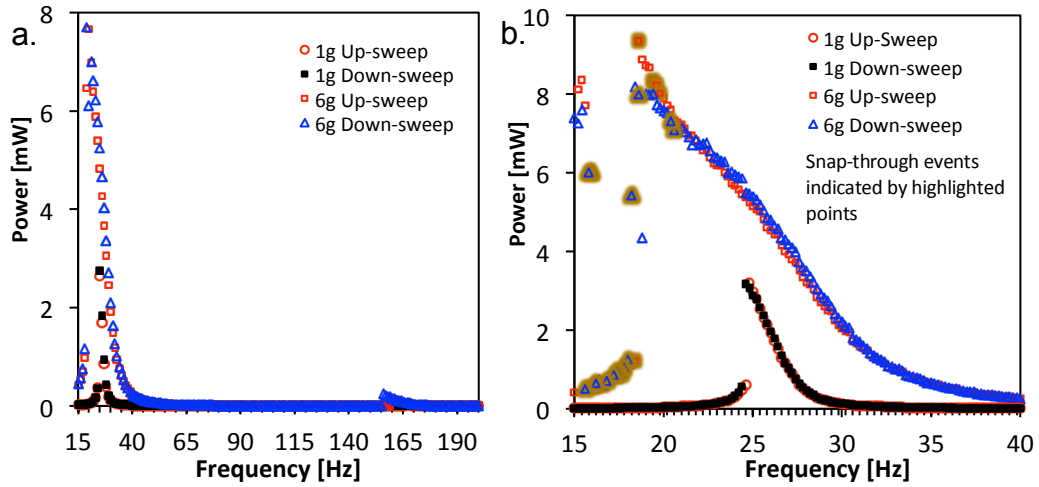 a.
8
6
4
2
0
Power [mW]
1g Up-sweep
1g Down-sweep
6g Up-sweep
6g Down-sweep
15 40 65 90 115 140 165 190
Frequency [Hz]
b.
10
8
6
4
2
0
Power [mW]
1g Up-Sweep
1g Down-sweep
6g Up-sweep
6g Down-sweep
Snap-through events
indicated by highlighted
points
15 20 25 30 35 40
Frequency [Hz]